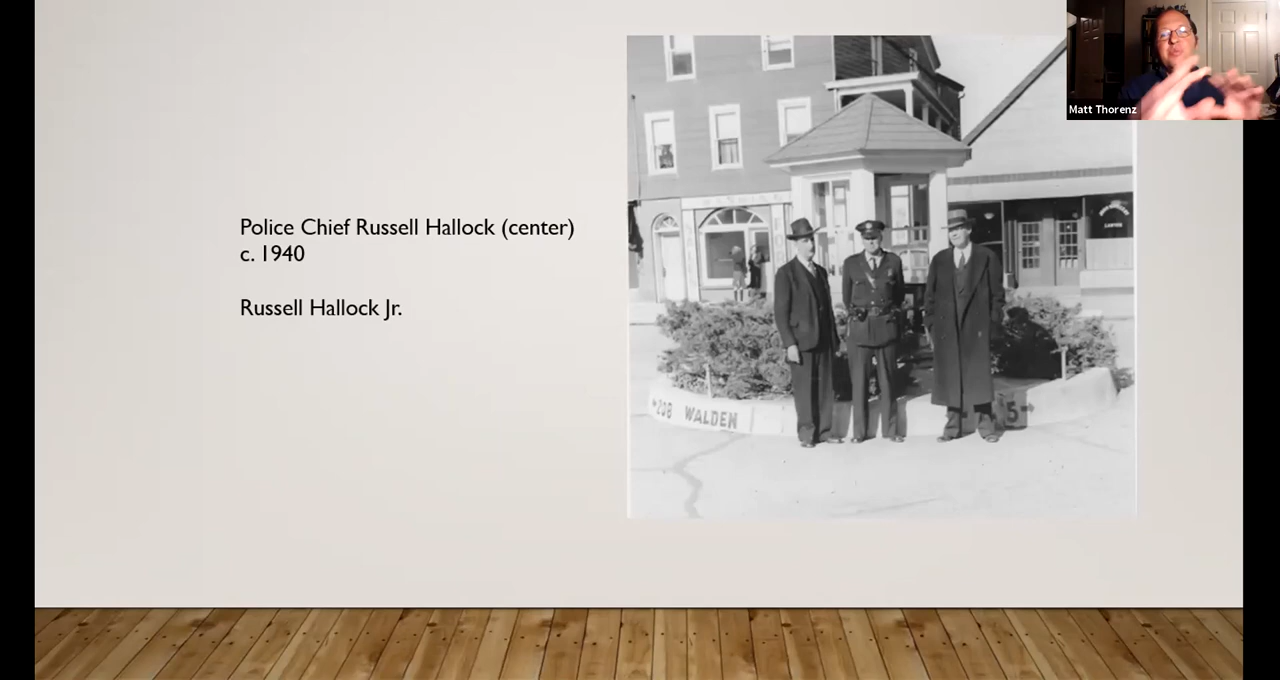 Police Chief Russell Hallock (center)
c. 1940
Russell Hallock Jr.
Matt Thorenz
208 WALDEN